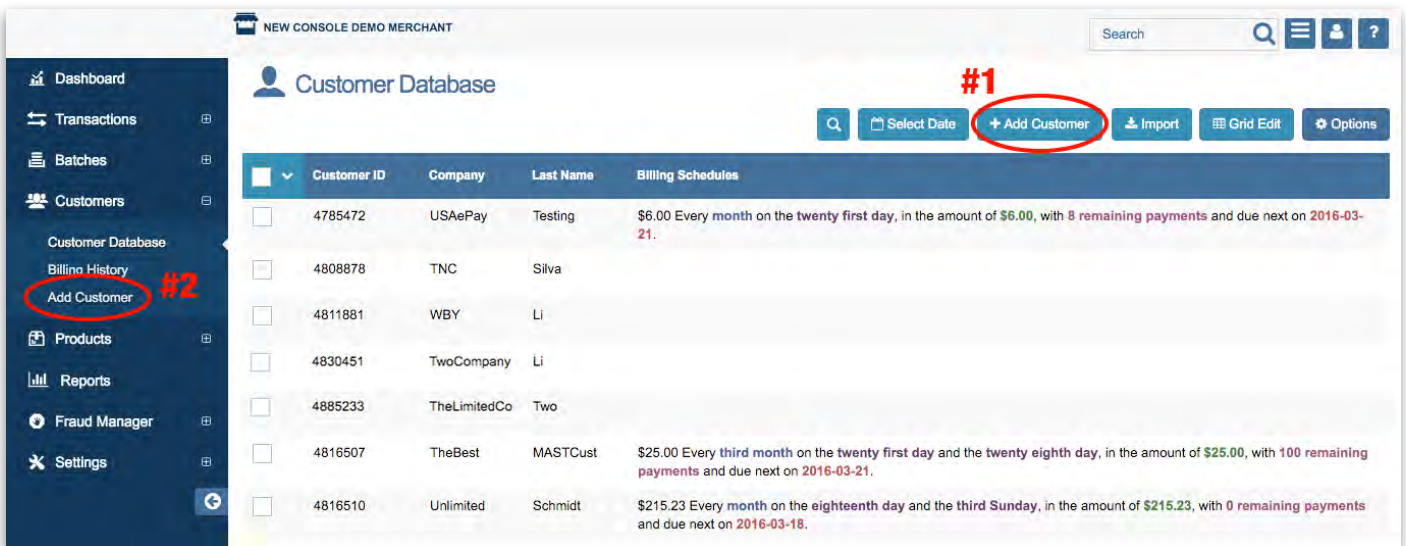 NEW CONSOLE DEMO MERCHANT
Search
?
Dashboard
Transactions
Batches
Customers
Customer Database
Billing History
Add Customer
#2
Products
Reports
Fraud Manager
Settings
Customer Database
#1
Select Date
+ Add Customer
Import
Grid Edit
Options
Customer ID Company Last Name Billing Schedules
4785472 USAePay Testing $6.00 Every month on the twenty first day, in the amount of $6.00, with 8 remaining payments and due next on 2016-03-
21.
4808878 TNC Silva
4811881 WBY Li
4830451 TwoCompany Li
4885233 TheLimitedCo Two
4816507 TheBest MASTCust $25.00 Every third month on the twenty first day and the twenty eighth day, in the amount of $25.00, with 100 remaining
payments and due next on 2016-03-21.
4816510 Unlimited Schmidt $215.23 Every month on the eighteenth day and the third Sunday, in the amount of $215.23, with 0 remaining payments
and due next on 2016-03-18.